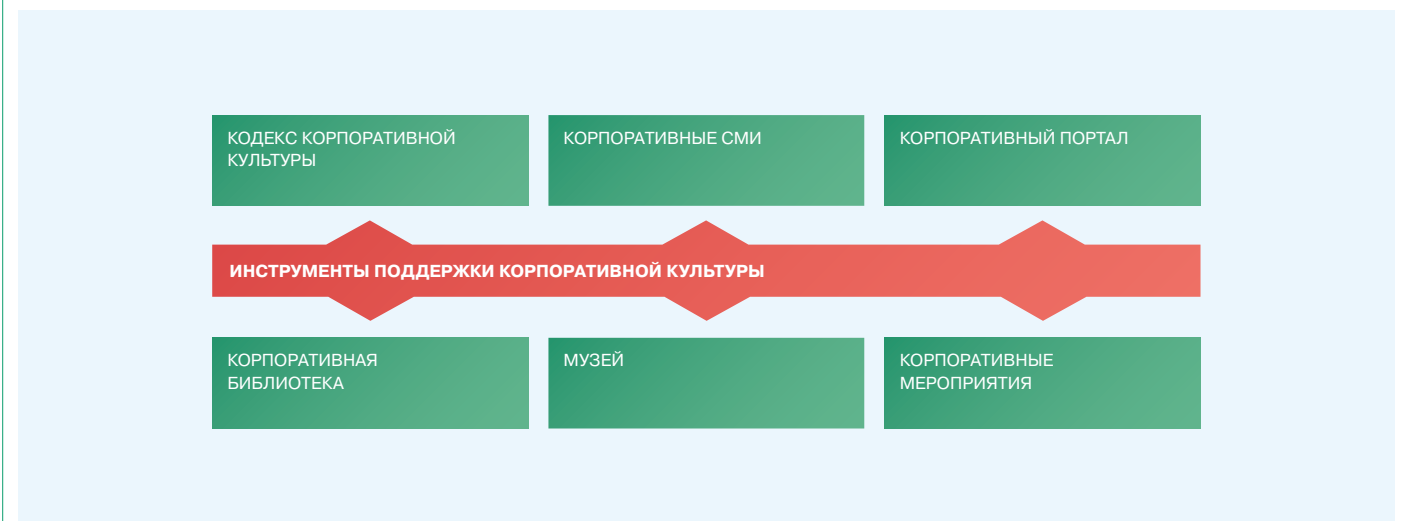 КОДЕКС КОРПОРАТИВНОЙ
КУЛЬТУРЫ
КОРПОРАТИВНЫЕ СМИ
КОРПОРАТИВНЫЙ ПОРТАЛ
ИНСТРУМЕНТЫ ПОДДЕРЖКИ КОРПОРАТИВНОЙ КУЛЬТУРЫ
КОРПОРАТИВНАЯ
БИБЛИОТЕКА
МУЗЕЙ
КОРПОРАТИВНЫЕ
МЕРОПРИЯТИЯ